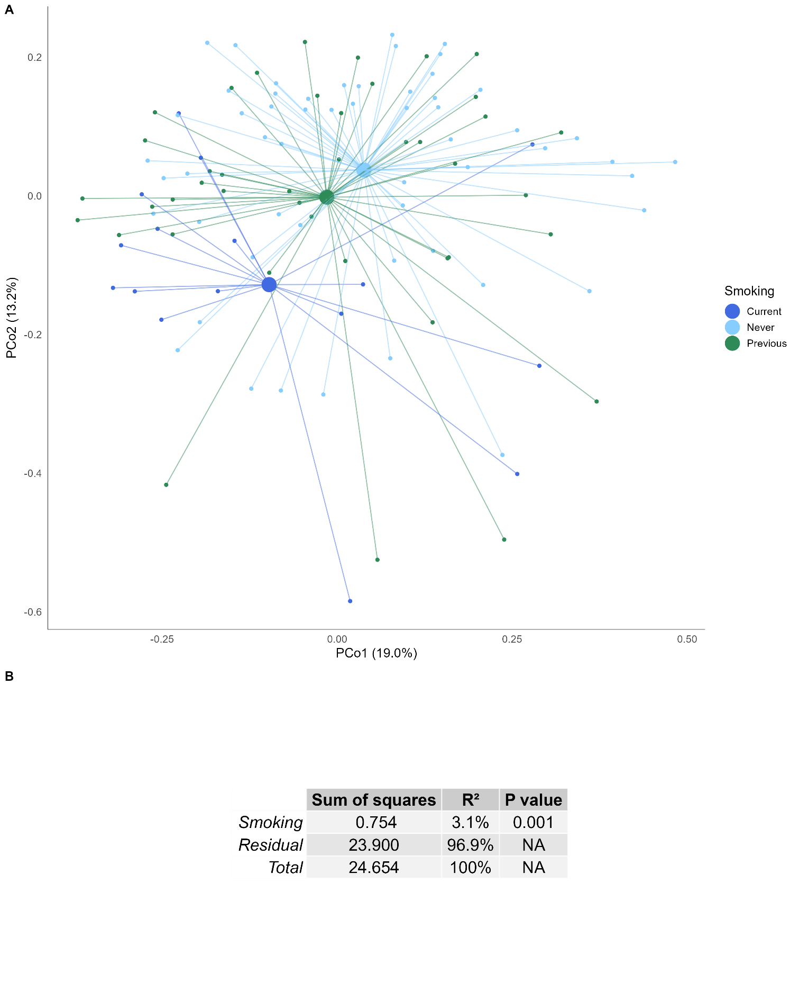 A
0.2
0.0
-0.2
-0.4
-0.6
PCo2 (13.2%)
-0.25 0.00 0.25 0.50
PCo1 (19.0%)
Smoking
Current
Never
Previous
B
Sum of squares R² P value
Smoking 0.754 3.1% 0.001
Residual 23.900 96.9% NA
Total 24.654 100% NA